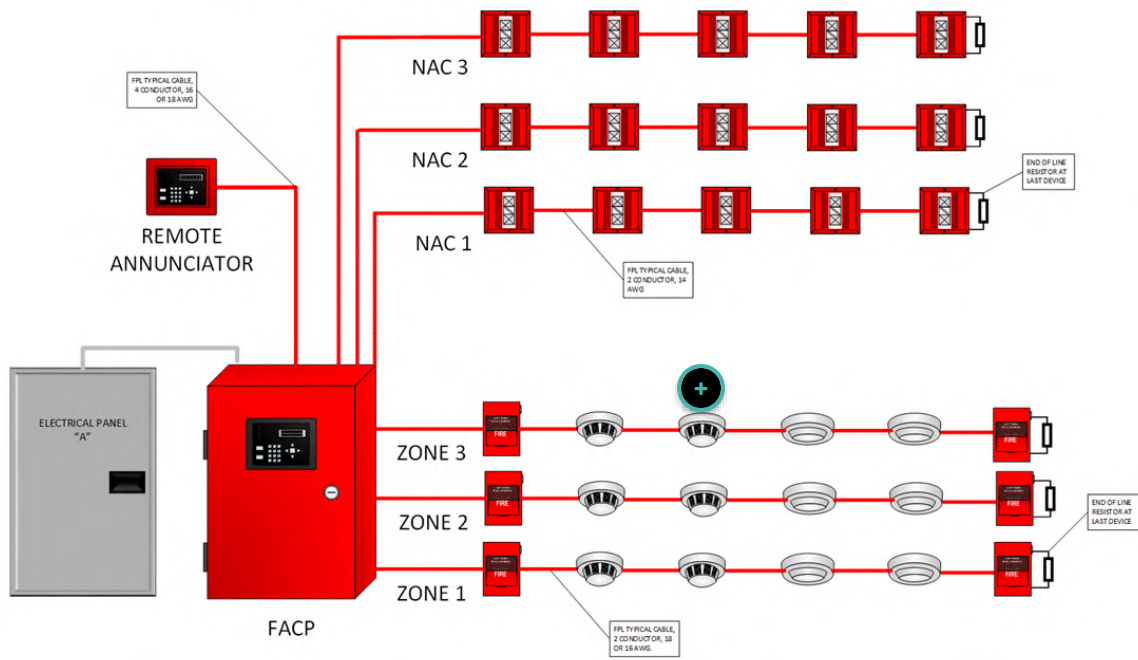 NAC 3
FPL TYPICAL CABLE,
4 CONDUCTOR, 16
OR 18 AWG
NAC 2
END OF LINE
RESISTOR AT
LAST DEVICE
REMOTE
ANNUNCIATOR
NAC 1
FPL TYPICAL CABLE,
2 CONDUCTOR, 14
AWG
ELECTRICAL PANEL
"A"
FIRE
ZONE 3
FIRE
FIRE
ZONE 2
FIRE
END OF LINE
RESISTOR AT
LAST DEVICE
FIRE
ZONE 1
FIRE
FACP
FPL TYPICAL CABLE,
2 CONDUCTOR, 18
OR 16 AWG.